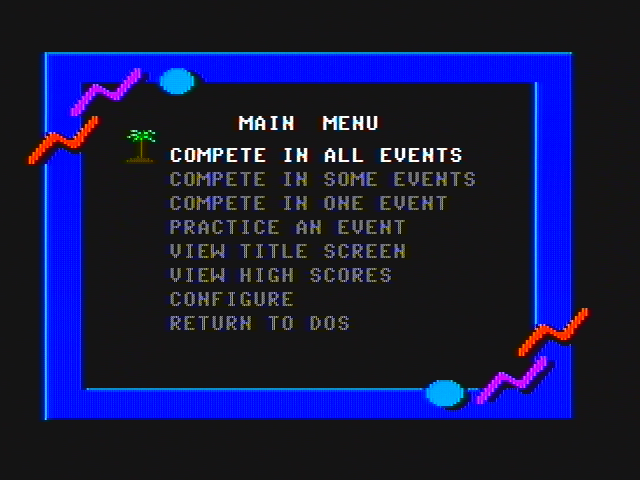 MAIN MENU
COMPETE IN ALL EVENTS
COMPETE IN SOME EVENTS
COMPETE IN ONE EVENT
PRACTICE AN EVENT
VIEW TITLE SCREEN
VIEW HIGH SCORES
CONFIGURE
RETURN TO DOS